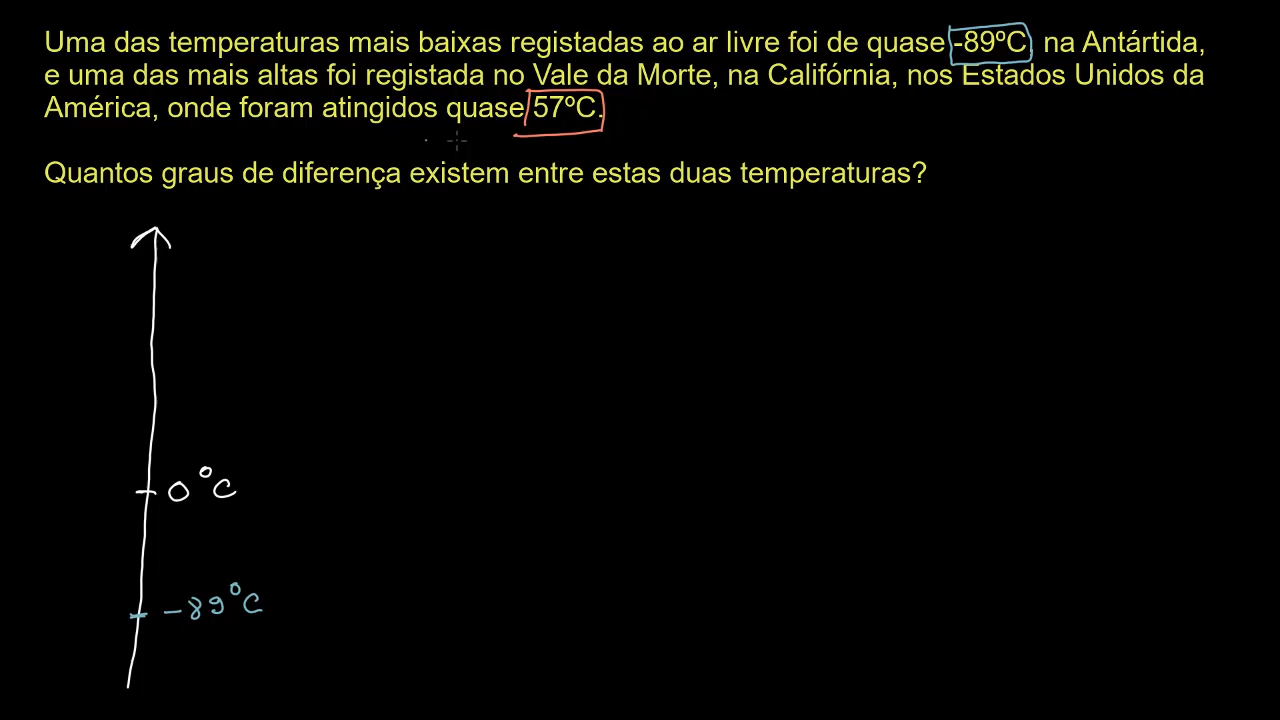 Uma das temperaturas mais baixas registadas ao ar livre foi de quase -89ºC, na Antártida,
e uma das mais altas foi registada no Vale da Morte, na Califórnia, nos Estados Unidos da
América, onde foram atingidos quase 57ºC.
Quantos graus de diferença existem entre estas duas temperaturas?
0°C
-89°C